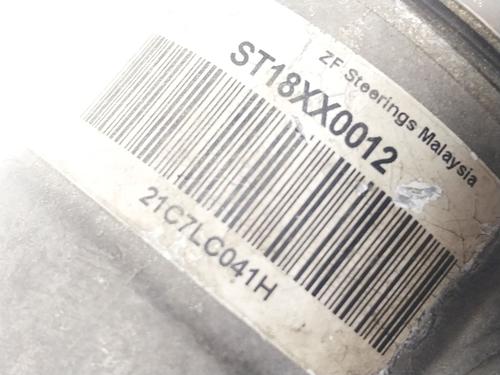 ZF Steerings Malaysia
ST18XX0012
21C7LC041H